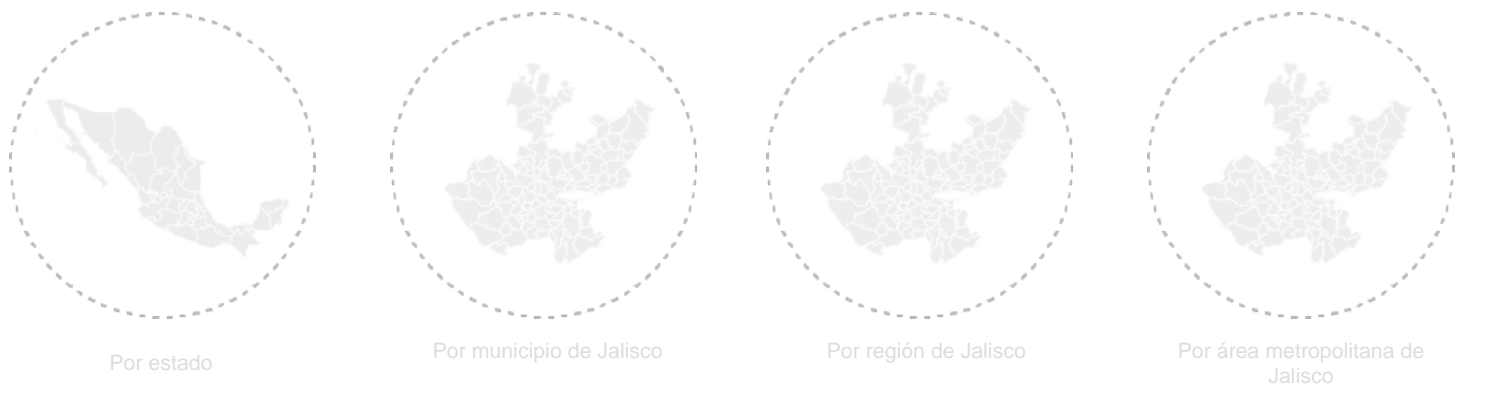 Por estado
Por municipio de Jalisco
Por región de Jalisco
Por área metropolitana de
Jalisco